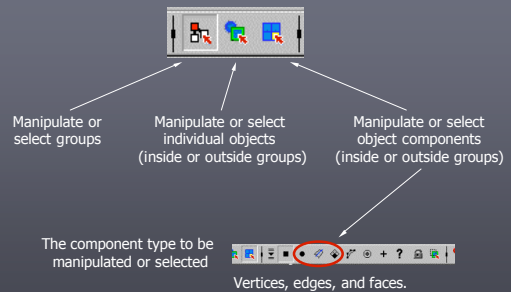 Manipulate or
select groups
Manipulate or select
individual objects
(inside or outside groups)
Manipulate or select
object components
(inside or outside groups)
The component type to be
manipulated or selected
?
Vertices, edges, and faces.